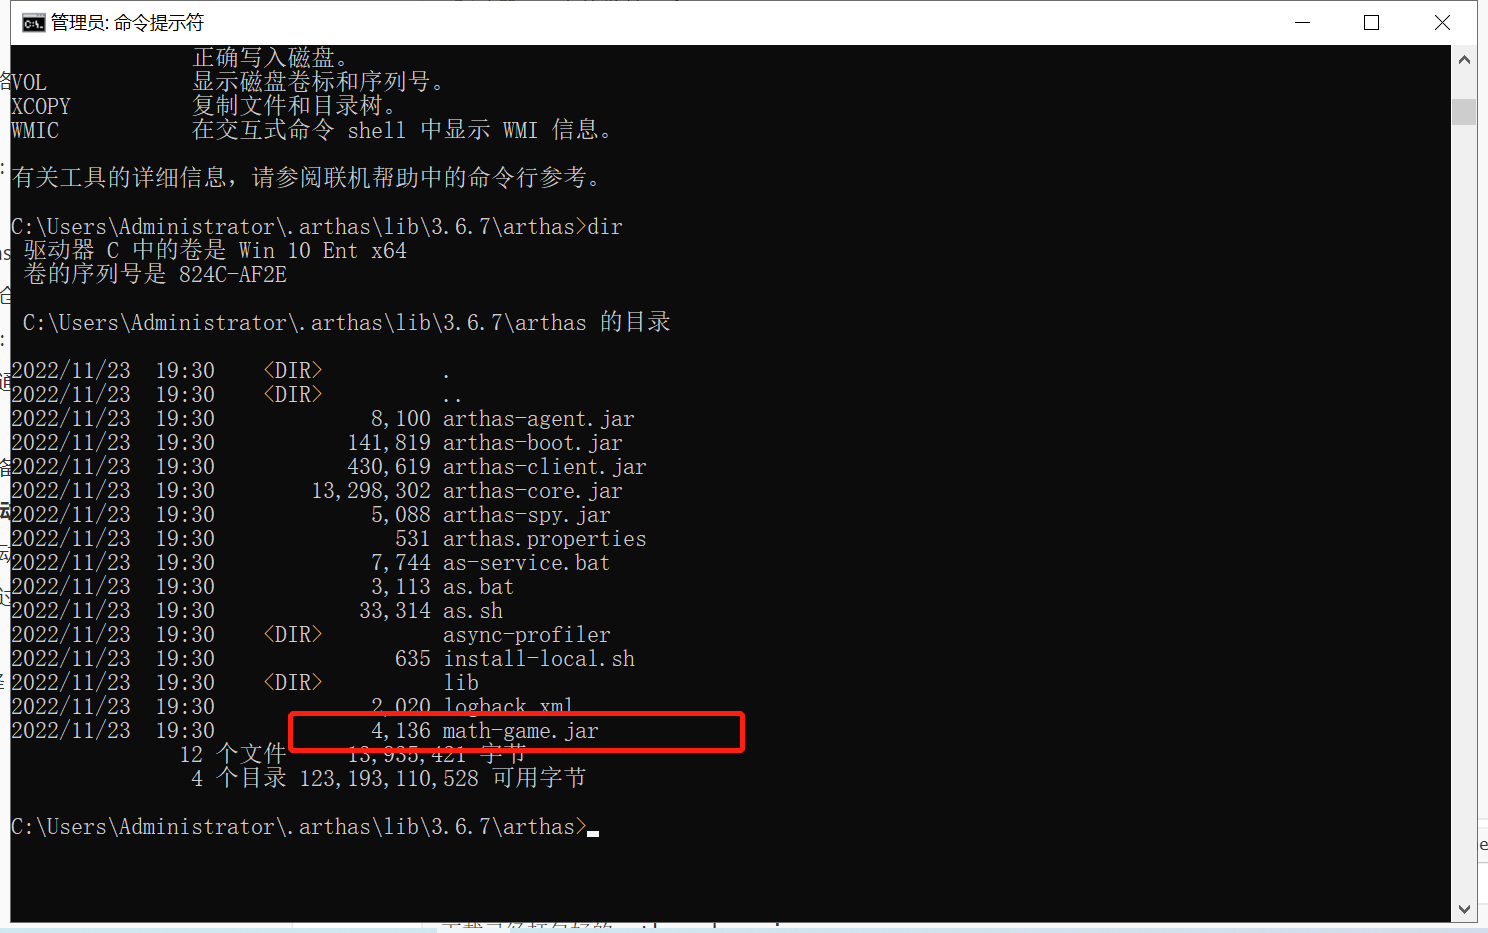 管理员: 命令提示符
正确写入磁盘。
VOL 显示磁盘卷标和序列号。
XCOPY 复制文件和目录树。
WMIC 在交互式命令 shell 中显示 WMI 信息。
有关工具的详细信息，请参阅联机帮助中的命令行参考。
C:\Users\Administrator\.arthas\lib\3.6.7\arthas>dir
驱动器 C 中的卷是 Win 10 Ent x64
卷的序列号是 824C-AF2E
C:\Users\Administrator\.arthas\lib\3.6.7\arthas 的目录
2022/11/23 19:30 <DIR> .
2022/11/23 19:30 <DIR> ..
2022/11/23 19:30 8,100 arthas-agent.jar
2022/11/23 19:30 141,819 arthas-boot.jar
2022/11/23 19:30 430,619 arthas-client.jar
2022/11/23 19:30 13,298,302 arthas-core.jar
2022/11/23 19:30 5,088 arthas-spy.jar
2022/11/23 19:30 531 arthas.properties
2022/11/23 19:30 7,744 as-service.bat
2022/11/23 19:30 3,113 as.bat
2022/11/23 19:30 33,314 as.sh
2022/11/23 19:30 <DIR> async-profiler
2022/11/23 19:30 635 install-local.sh
2022/11/23 19:30 <DIR> lib
2022/11/23 19:30 2,020 logback.xml
2022/11/23 19:30 4,136 math-game.jar
12 个文件 13,935,421 字节
4 个目录 123,193,110,528 可用字节
C:\Users\Administrator\.arthas\lib\3.6.7\arthas>